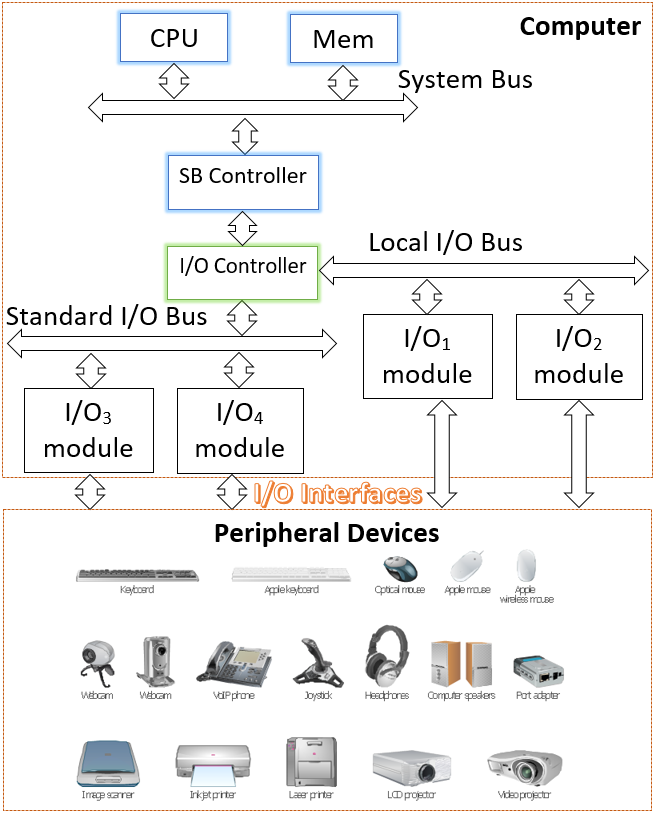 Computer
CPU
Mem
System Bus
SB Controller
I/O Controller
Local I/O Bus
Standard I/O Bus
I/O₁
module
I/O₂
module
I/O₃
module
I/O₄
module
I/O Interfaces
Peripheral Devices
Keyboard
Apple keyboard
Optical mouse
Apple mouse
Apple
wireless mouse
Webcam
Webcam
VoIP phone
Joystick
Headphones
Computer speakers
Port adapter
Image scanner
Ink jet printer
Laser printer
LCD projector
Video projector